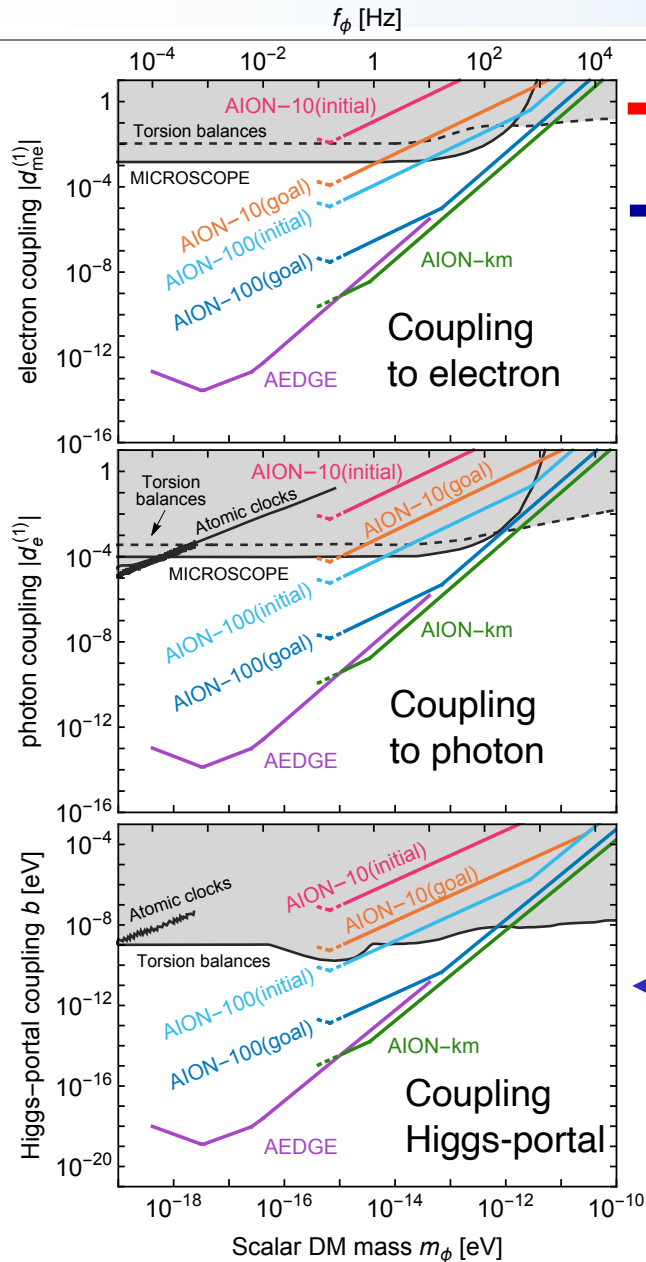 f_ϕ [Hz]
10^−4 10^−2 1 10^2 10^4
electron coupling |d_me^(1)|
1
10^−4
10^−8
10^−12
10^−16
AION−10(initial)
Torsion balances
MICROSCOPE
AION−10(goal)
AION−100(initial)
AION−100(goal)
AION−km
AEDGE
Coupling
to electron
photon coupling |d_e^(1)|
1
10^−4
10^−8
10^−12
10^−16
AION−10(initial)
Torsion
balances
Atomic clocks
AION−10(goal)
MICROSCOPE
AION−100(initial)
AION−100(goal)
AION−km
AEDGE
Coupling
to photon
Higgs−portal coupling b [eV]
10^−4
10^−8
10^−12
10^−16
10^−20
AION−10(initial)
Atomic clocks
AION−10(goal)
Torsion balances
AION−100(initial)
AION−100(goal)
AION−km
AEDGE
Coupling
Higgs-portal
10^−18 10^−16 10^−14 10^−12 10^−10
Scalar DM mass m_ϕ [eV]